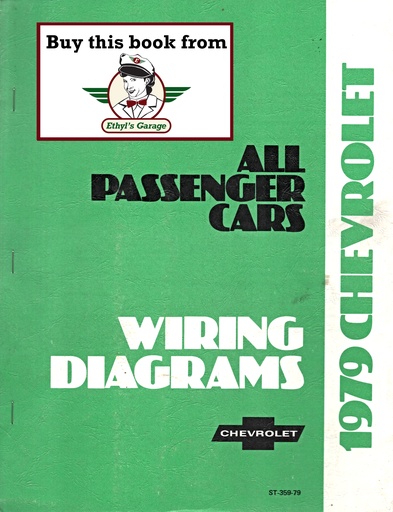 Buy this book from
Ethyl's Garage
ALL
PASSENGER
CARS
WIRING
DIAGRAMS
CHEVROLET
ST-359-79
1979 CHEVROLET